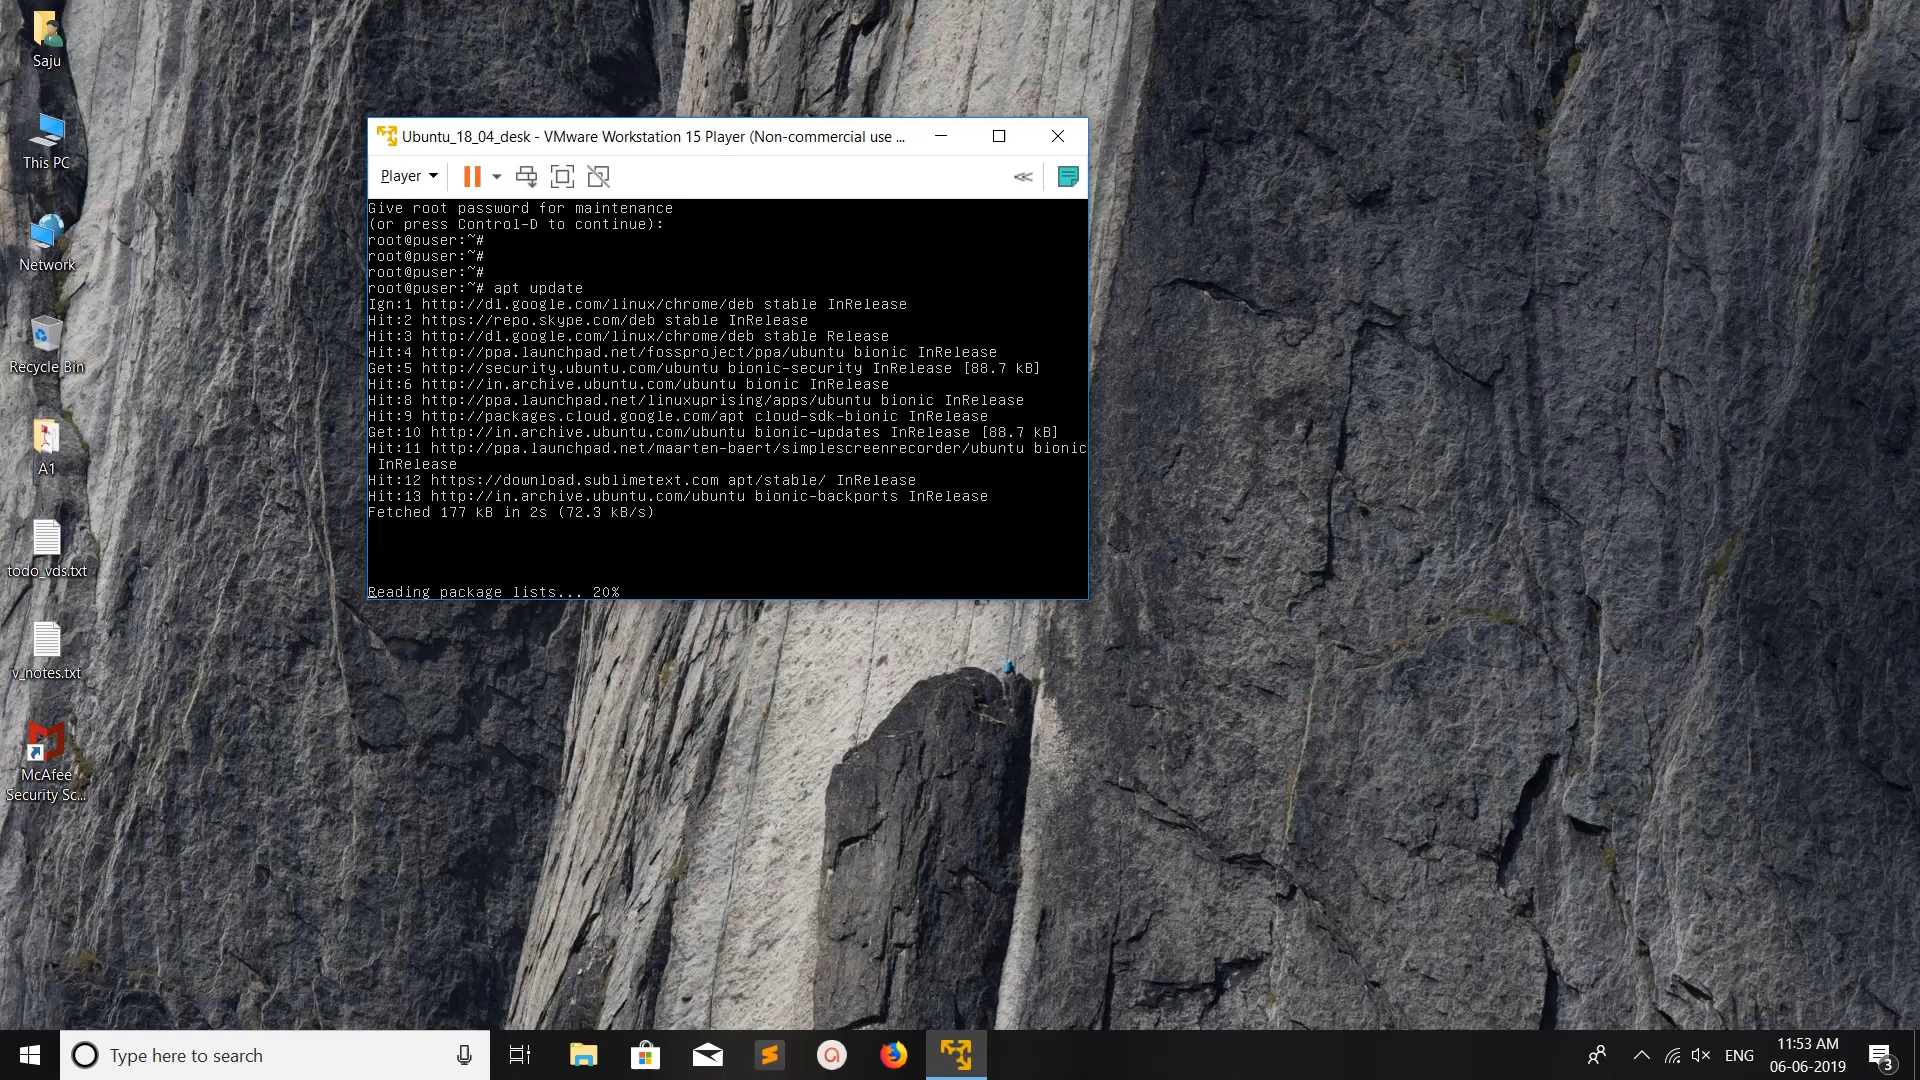 Saju
This PC
Network
Recycle Bin
A1
todo_vds.txt
v_notes.txt
McAfee
Security Sc...
Ubuntu_18_04_desk - VMware Workstation 15 Player (Non-commercial use ...
Player
Give root password for maintenance
(or press Control-D to continue):
root@puser:~#
root@puser:~#
root@puser:~#
root@puser:~# apt update
Ign:1 http://dl.google.com/linux/chrome/deb stable InRelease
Hit:2 https://repo.skype.com/deb stable InRelease
Hit:3 http://dl.google.com/linux/chrome/deb stable Release
Hit:4 http://ppa.launchpad.net/fossproject/ppa/ubuntu bionic InRelease
Get:5 http://security.ubuntu.com/ubuntu bionic-security InRelease [88.7 kB]
Hit:6 http://in.archive.ubuntu.com/ubuntu bionic InRelease
Hit:8 http://ppa.launchpad.net/linuxuprising/apps/ubuntu bionic InRelease
Hit:9 http://packages.cloud.google.com/apt cloud-sdk-bionic InRelease
Get:10 http://in.archive.ubuntu.com/ubuntu bionic-updates InRelease [88.7 kB]
Hit:11 http://ppa.launchpad.net/maarten-baert/simplescreenrecorder/ubuntu bionic
InRelease
Hit:12 https://download.sublimetext.com apt/stable/ InRelease
Hit:13 http://in.archive.ubuntu.com/ubuntu bionic-backports InRelease
Fetched 177 kB in 2s (72.3 kB/s)
Reading package lists... 20%
Type here to search
ENG
11:53 AM
06-06-2019
3